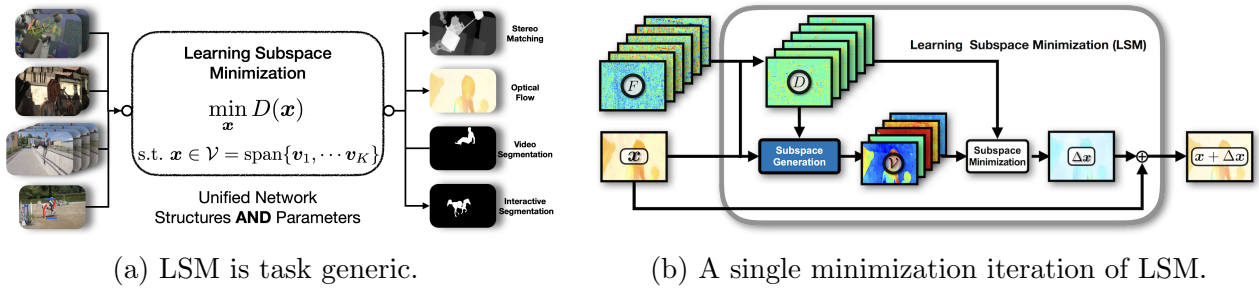 Learning Subspace
Minimization
min D(𝒙)
𝒙
s.t. 𝒙 ∈ 𝒱 = span{𝒗₁, ⋯ 𝒗_K}
Unified Network
Structures AND Parameters
Stereo
Matching
Optical
Flow
Video
Segmentation
Interactive
Segmentation
(a) LSM is task generic.
Learning Subspace Minimization (LSM)
F
D
𝒙
Subspace
Generation
𝒱
Subspace
Minimization
Δ𝒙
⊕
x + Δx
(b) A single minimization iteration of LSM.